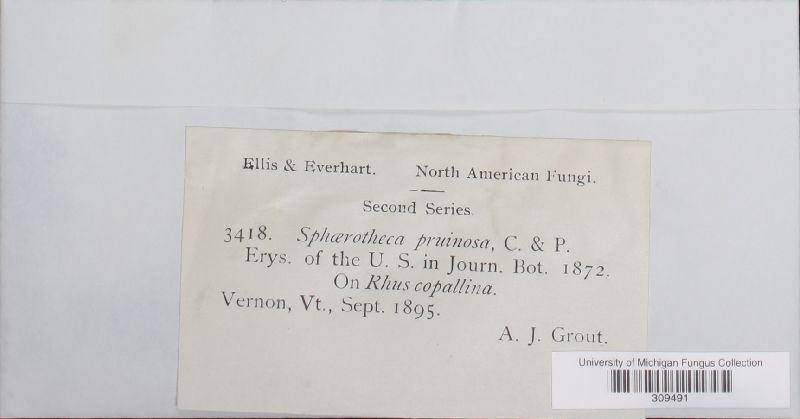 Ellis & Everhart. North American Fungi.
Second Series.
3418. Sphærotheca pruinosa, C. & P.
Erys. of the U. S. in Journ. Bot. 1872.
On Rhus copallina.
Vernon, Vt., Sept. 1895.
A. J. Grout.
University of Michigan Fungus Collection
309491